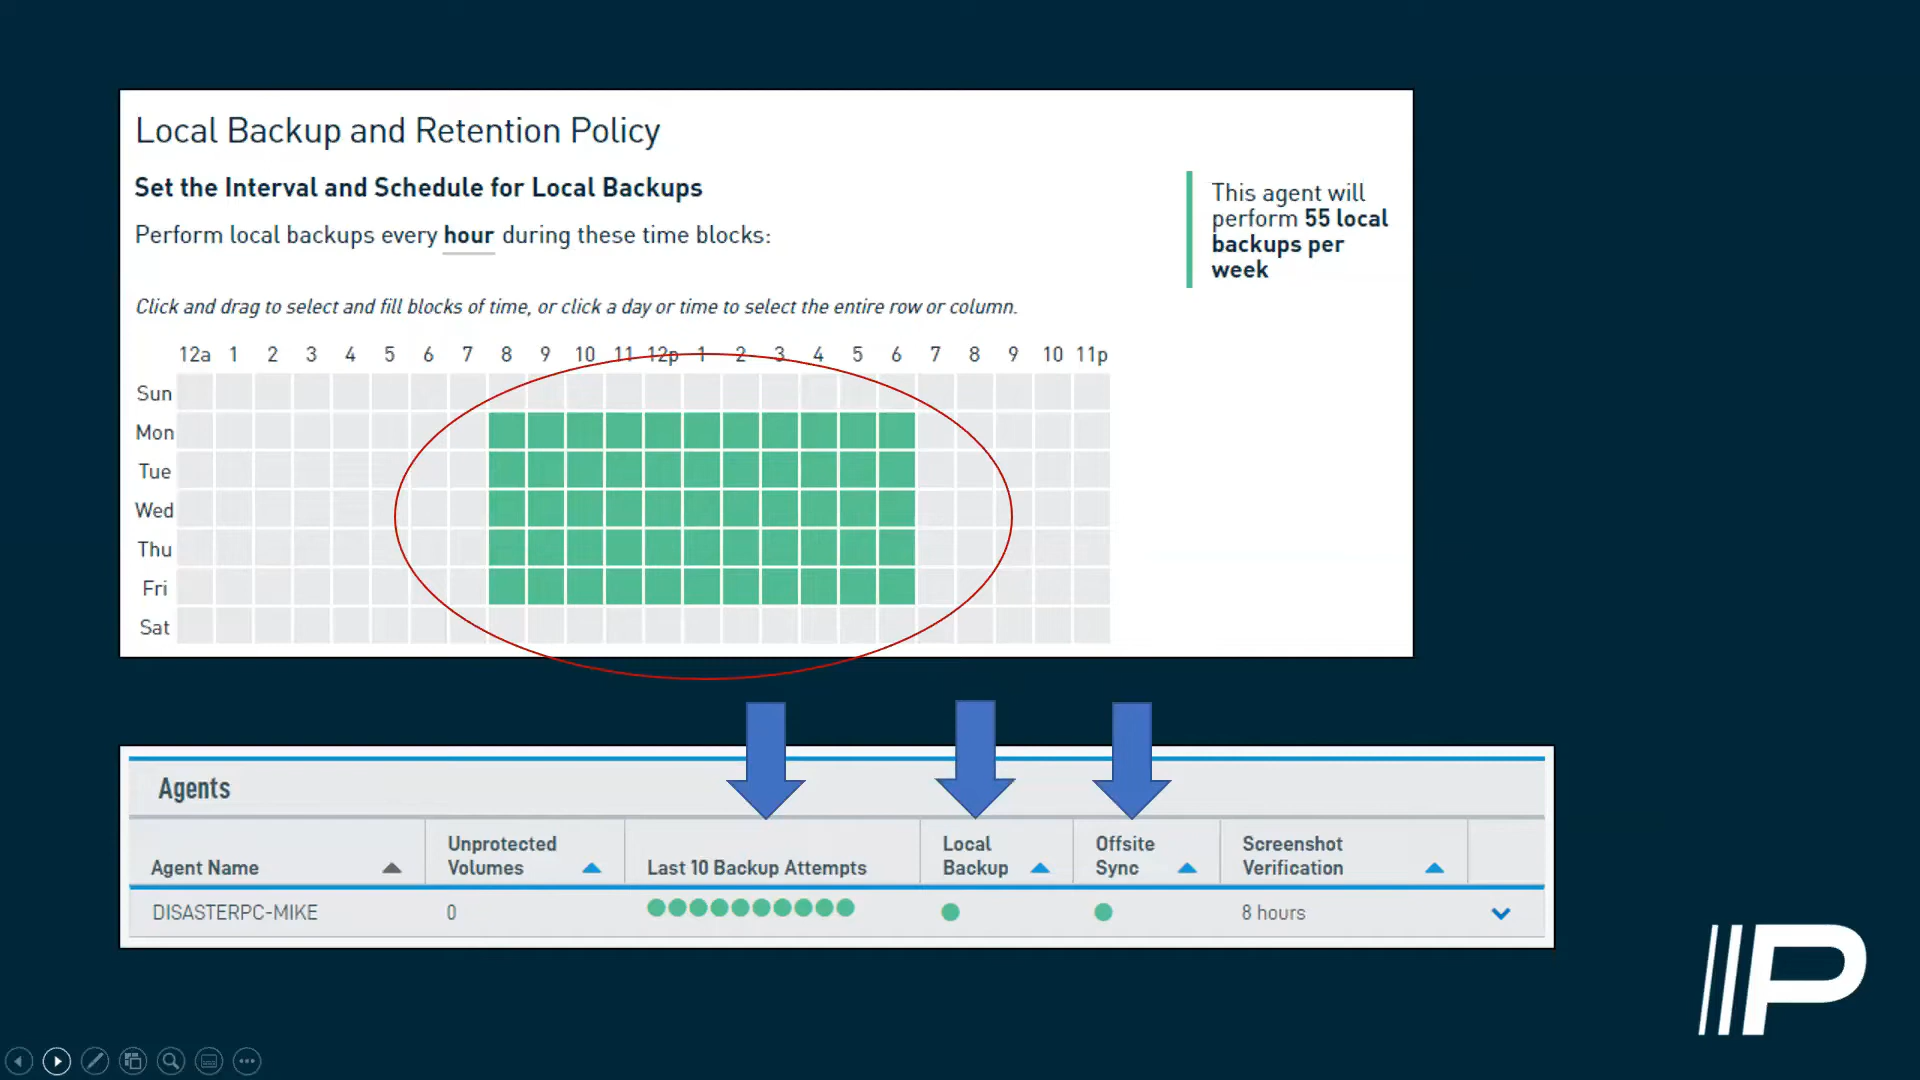 Local Backup and Retention Policy
Set the Interval and Schedule for Local Backups
Perform local backups every hour during these time blocks:
This agent will
perform 55 local
backups per
week
Click and drag to select and fill blocks of time, or click a day or time to select the entire row or column.
12a 1 2 3 4 5 6 7 8 9 10 11 12p 1 2 3 4 5 6 7 8 9 10 11p
Sun
Mon
Tue
Wed
Thu
Fri
Sat
Agents
Agent Name
Unprotected
Volumes
Last 10 Backup Attempts
Local
Backup
Offsite
Sync
Screenshot
Verification
DISASTERPC-MIKE 0 8 hours
P